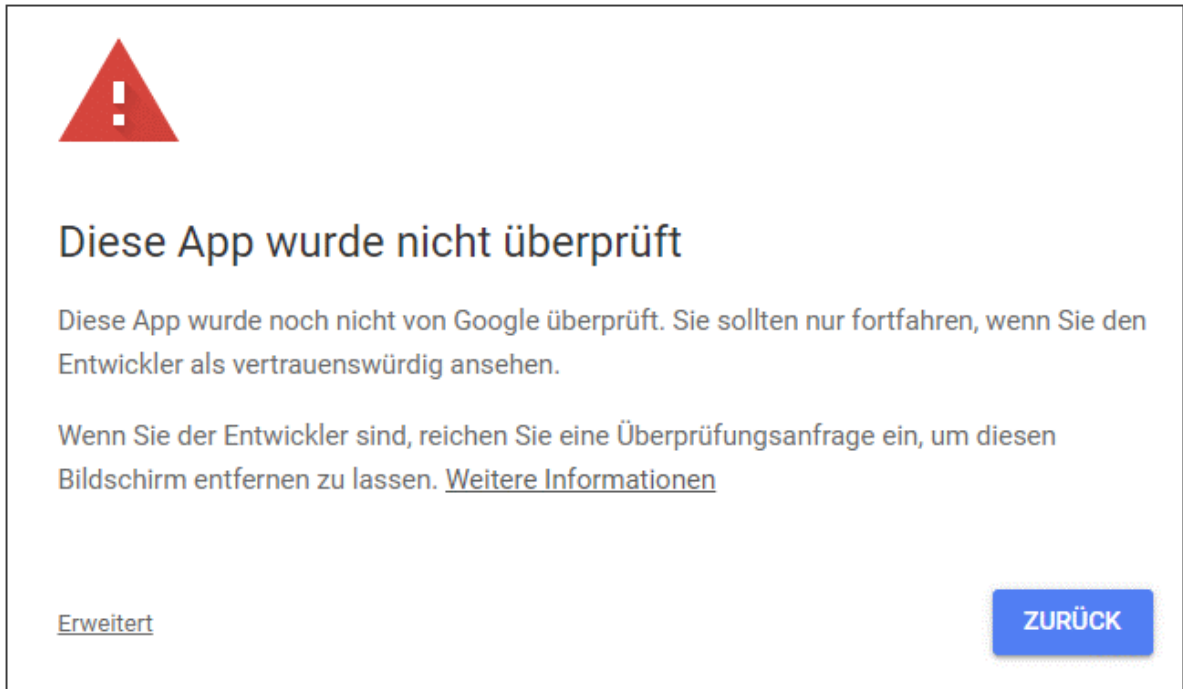 Diese App wurde nicht überprüft
Diese App wurde noch nicht von Google überprüft. Sie sollten nur fortfahren, wenn Sie den
Entwickler als vertrauenswürdig ansehen.
Wenn Sie der Entwickler sind, reichen Sie eine Überprüfungsanfrage ein, um diesen
Bildschirm entfernen zu lassen. Weitere Informationen
Erweitert
ZURÜCK